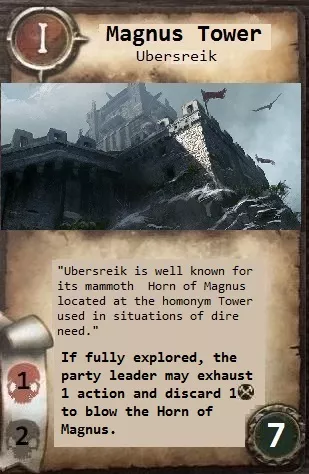 I
Magnus Tower
Ubersreik
"Ubersreik is well known for
its mammoth Horn of Magnus
located at the homonym Tower
used in situations of dire
need."
If fully explored, the
party leader may exhaust
1 action and discard 1
to blow the Horn of
Magnus.
1
2
7